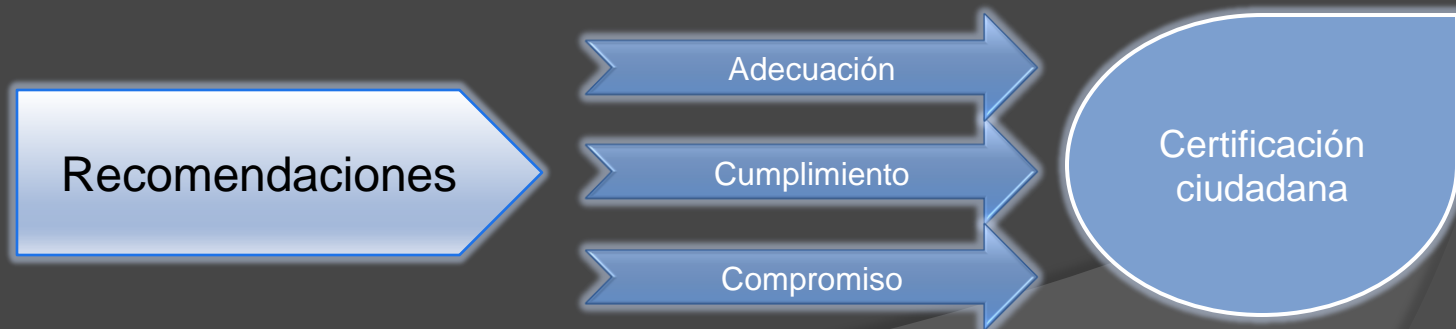 Recomendaciones
Adecuación
Cumplimiento
Compromiso
Certificación
ciudadana